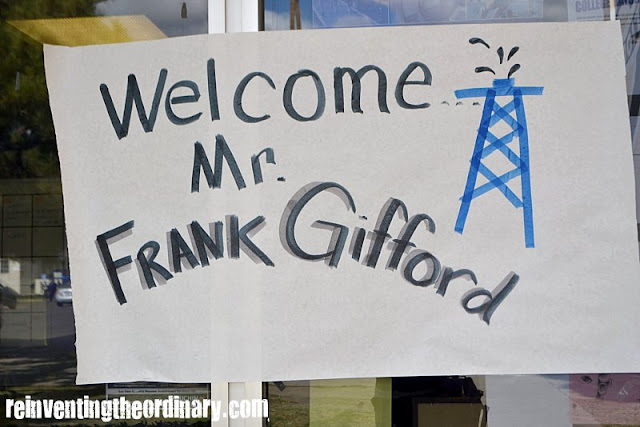 Welcome
Mr.
FRANK Gifford
reinventingtheordinary.com